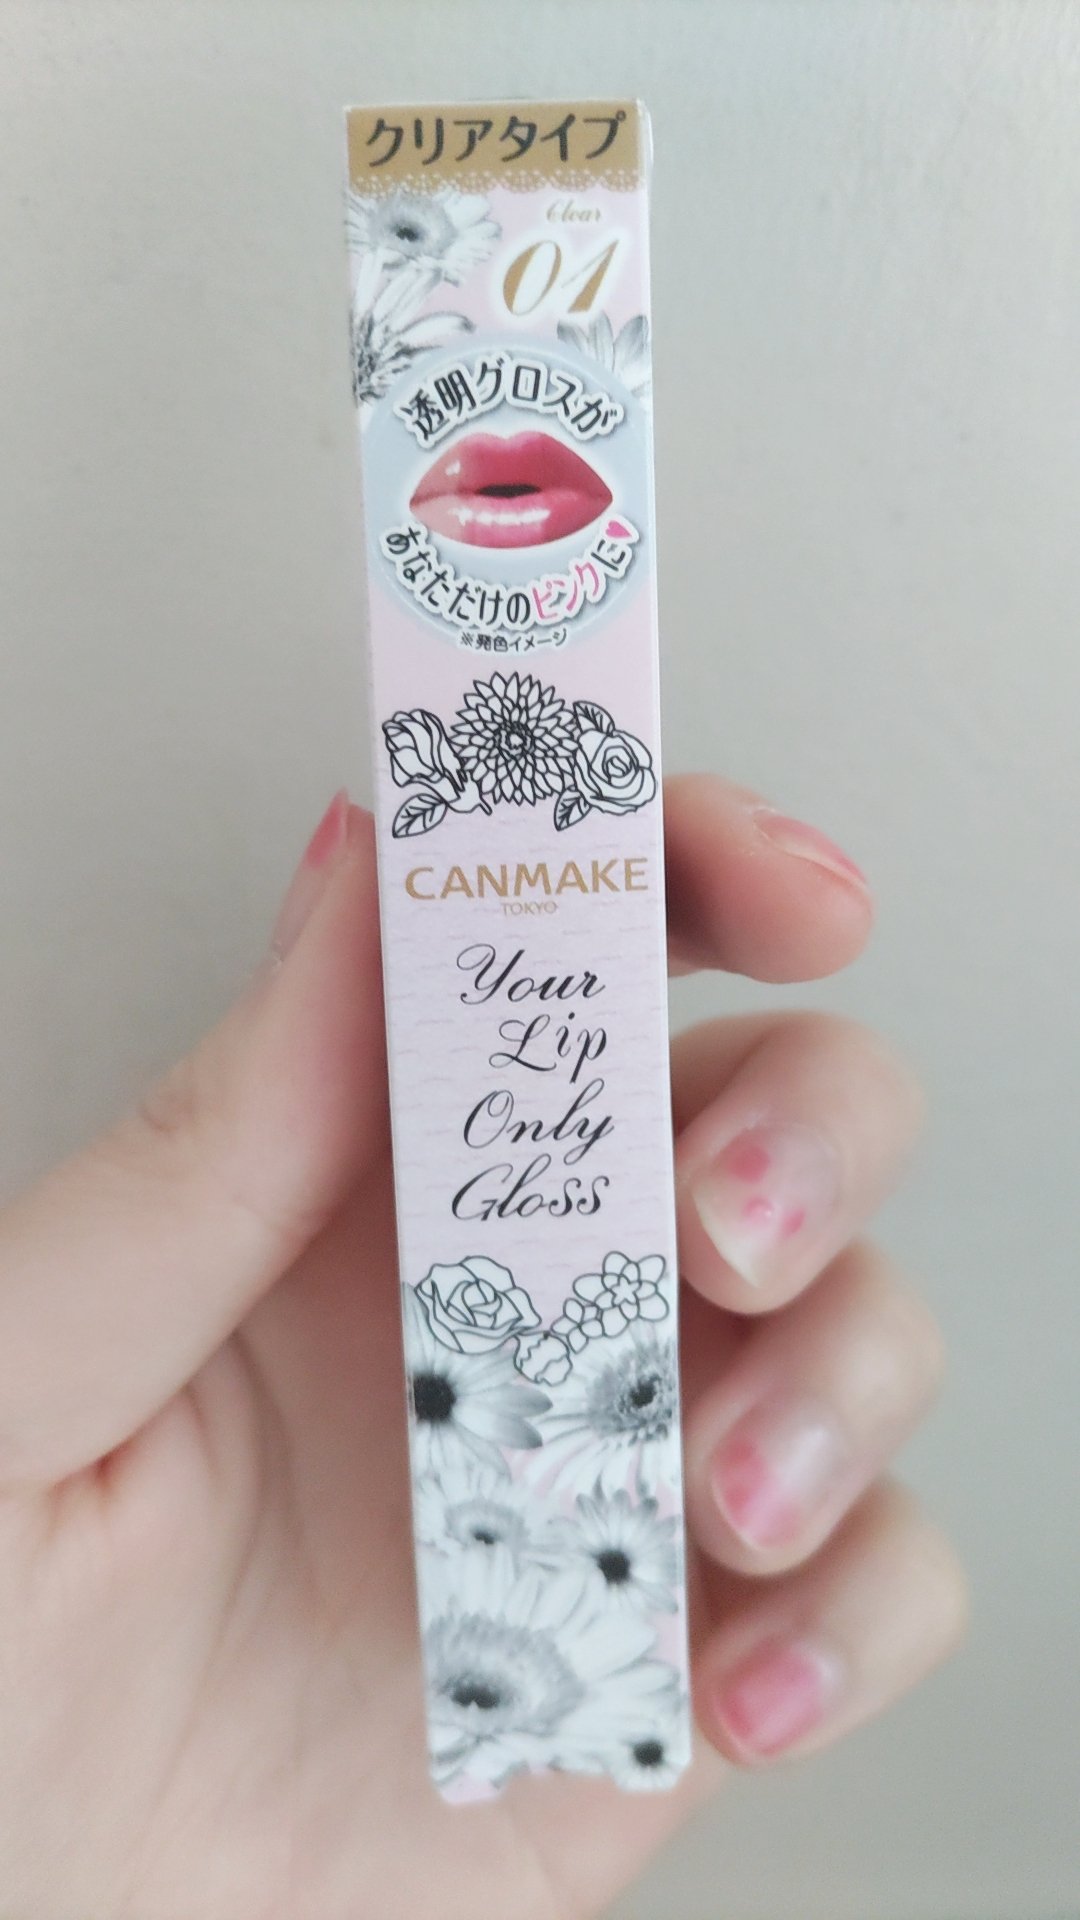 クリアタイプ
Clear
01
透明グロスが
あなただけのピンクに♥
※発色イメージ
CANMAKE
TOKYO
Your
Lip
Only
Gloss